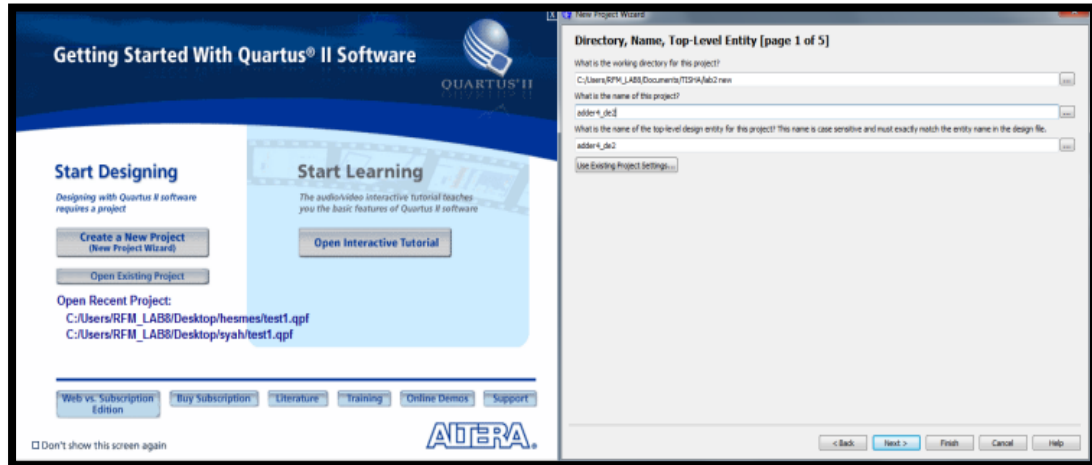 Getting Started With Quartus® II Software
QUARTUS® II
Start Designing
Designing with Quartus II software
requires a project
Create a New Project
(New Project Wizard)
Open Existing Project
Open Recent Project:
C:/Users/RFM_LAB8/Desktop/hesmes/test1.qpf
C:/Users/RFM_LAB8/Desktop/syah/test1.qpf
Start Learning
The audio/video interactive tutorial teaches
you the basic features of Quartus II software
Open Interactive Tutorial
Web vs. Subscription
Edition
Buy Subscription
Literature
Training
Online Demos
Support
Don't show this screen again
ALTERA.
New Project Wizard
Directory, Name, Top-Level Entity [page 1 of 5]
What is the working directory for this project?
C:/Users/RFM_LAB8/Documents/TISHA/lab2 new
...
What is the name of this project?
adder4_de2
...
What is the name of the top-level design entity for this project? This name is case sensitive and must exactly match the entity name in the design file.
adder4_de2
...
Use Existing Project Settings...
< Back
Next >
Finish
Cancel
Help